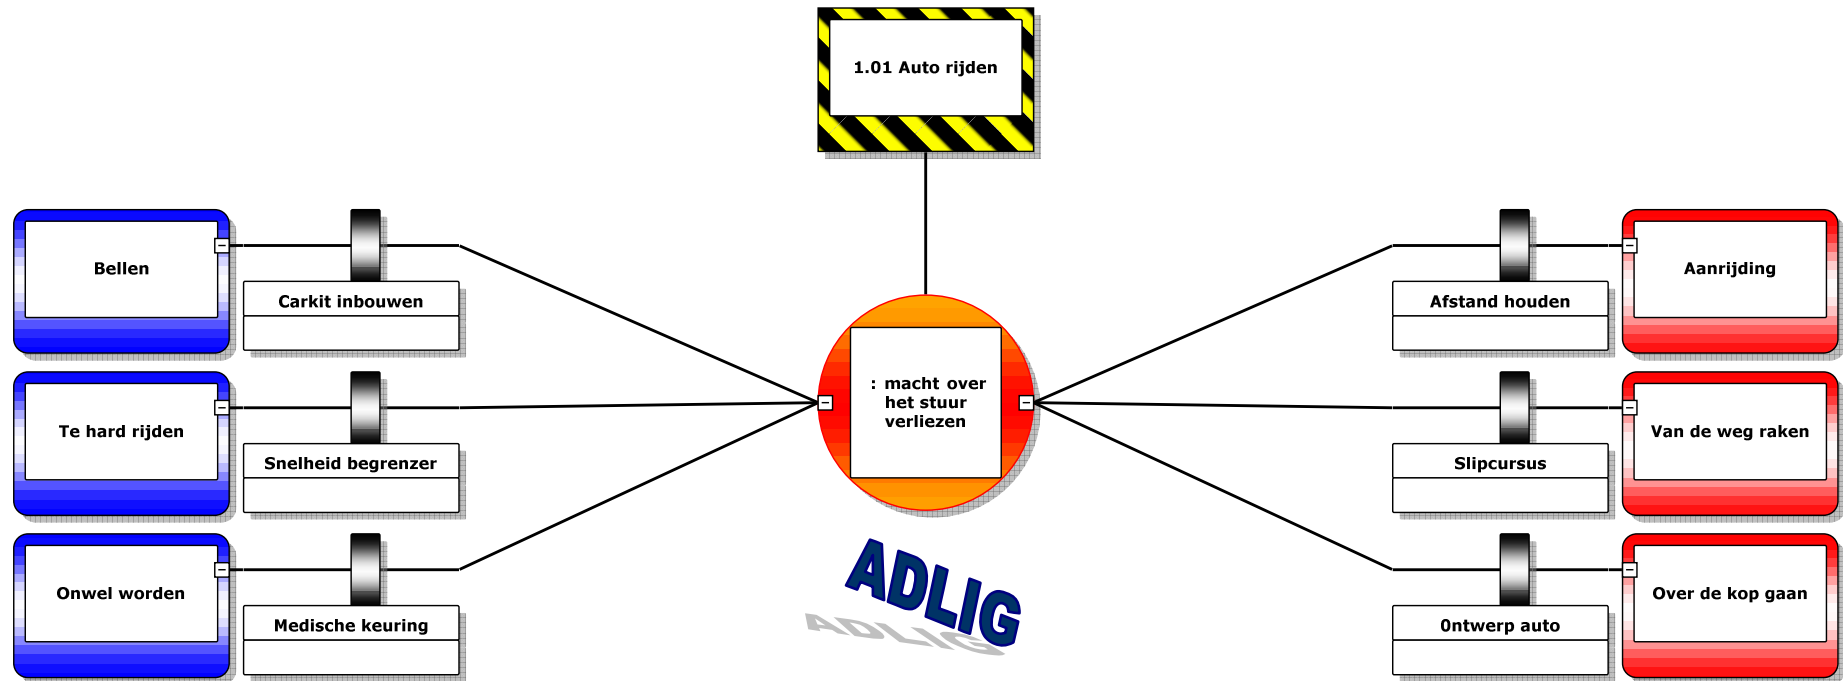 1.01 Auto rijden
Bellen
Carkit inbouwen
Afstand houden
Aanrijding
: macht over
het stuur
verliezen
Te hard rijden
Snelheid begrenzer
Slipcursus
Van de weg raken
Onwel worden
Medische keuring
0ntwerp auto
Over de kop gaan
ADLIG